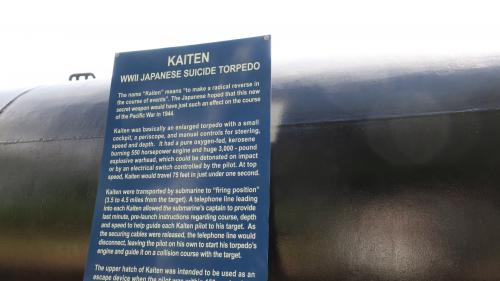 KAITEN
WWII JAPANESE SUICIDE TORPEDO
The name "Kaiten" means "to make a radical reverse in
the course of events". The Japanese hoped that this new
secret weapon would have just such an effect on the course
of the Pacific War in 1944.
Kaiten was basically an enlarged torpedo with a small
cockpit, a periscope, and manual controls for steering,
speed and depth. It had a pure oxygen-fed, kerosene
burning 550 horsepower engine and huge 3,000 - pound
explosive warhead, which could be detonated on impact
or by an electrical switch controlled by the pilot. At top
speed, Kaiten would travel 75 feet in just under one second.
Kaiten were transported by submarine to "firing position"
(3.5 to 4.5 miles from the target). A telephone line leading
into each Kaiten allowed the submarine's captain to provide
last minute, pre-launch instructions regarding course, depth
and speed to help guide each Kaiten pilot to his target. As
the securing cables were released, the telephone line would
disconnect, leaving the pilot on his own to start his torpedo's
engine and guide it on a collision course with the target.
The upper hatch of Kaiten was intended to be used as an
escape device when the pilot was within